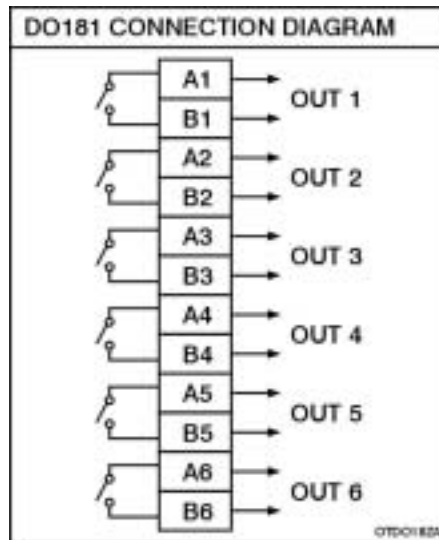 DO181 CONNECTION DIAGRAM
A1
OUT 1
B1
A2
OUT 2
B2
A3
OUT 3
B3
A4
OUT 4
B4
A5
OUT 5
B5
A6
OUT 6
B6